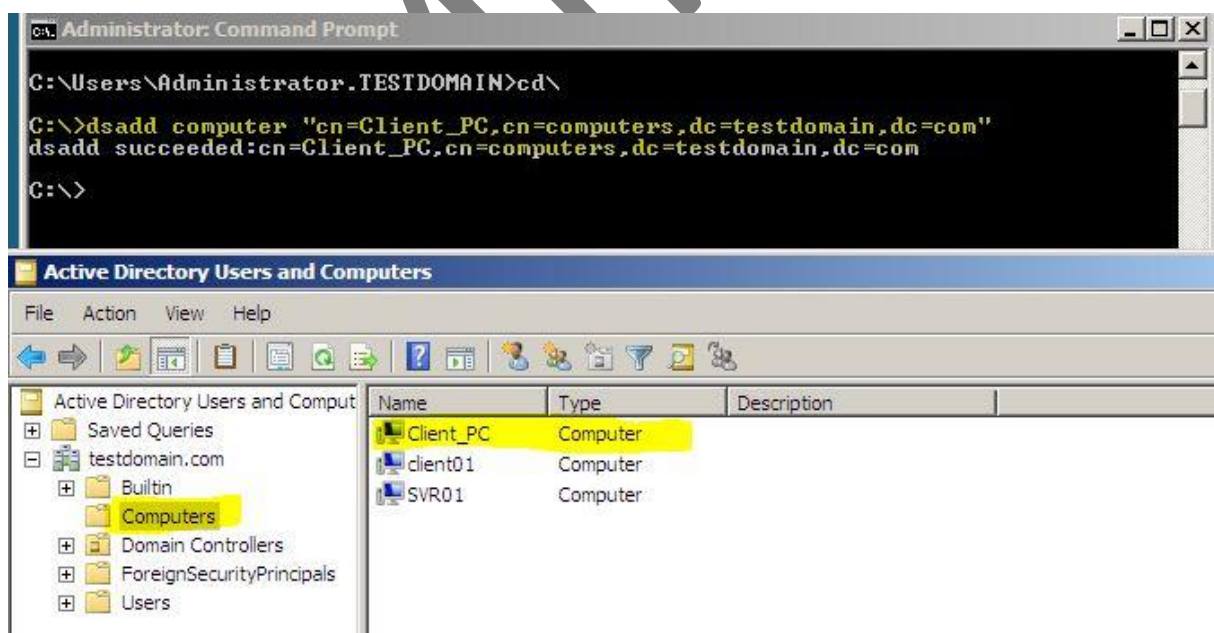 Administrator: Command Prompt
C:\Users\Administrator.TESTDOMAIN>cd\
C:\>dsadd computer "cn=Client_PC,cn=computers,dc=testdomain,dc=com"
dsadd succeeded:cn=Client_PC,cn=computers,dc=testdomain,dc=com
C:\>
Active Directory Users and Computers
File Action View Help
Active Directory Users and Comput
Saved Queries
testdomain.com
Builtin
Computers
Domain Controllers
ForeignSecurityPrincipals
Users
Name Type Description
Client_PC Computer
client01 Computer
SVR01 Computer